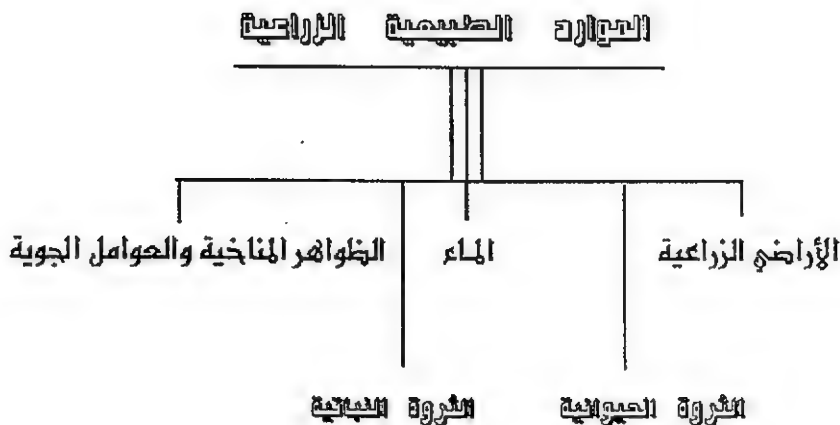 الموارد الطبيعية الزراعية
الأراضي الزراعية الماء الظواهر المناخية والعوامل الجوية
الثروة الحيوانية الثروة النباتية